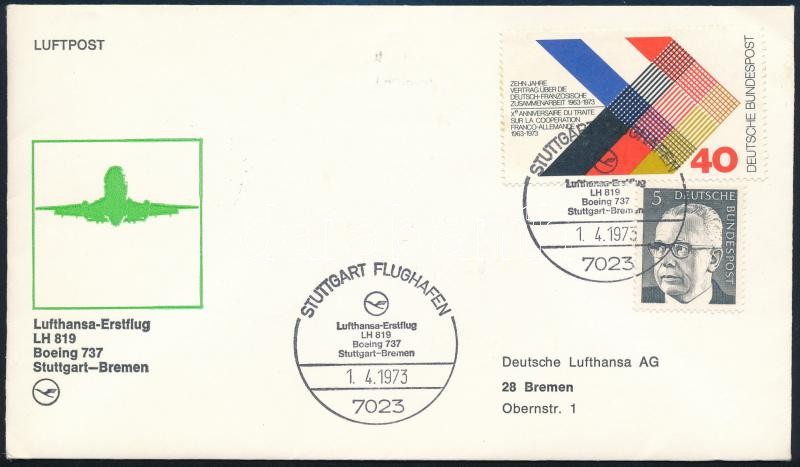 LUFTPOST
ZEHN JAHRE
VERTRAG ÜBER DIE
DEUTSCH-FRANZÖSISCHE
ZUSAMMENARBEIT 1963-1973
Xe ANNIVERSAIRE DU TRAITE
SUR LA COOPERATION
FRANCO-ALLEMANDE
1963-1973
40
DEUTSCHE BUNDESPOST
STUTTGART
Lufthansa-Erstflug
LH 819
Boeing 737
Stuttgart-Bremen
1. 4.1973
7023
5
DEUTSCHE
BUNDESPOST
Lufthansa-Erstflug
LH 819
Boeing 737
Stuttgart—Bremen
STUTTGART FLUGHAFEN
Lufthansa-Erstflug
LH 819
Boeing 737
Stuttgart-Bremen
1. 4.1973
7023
Deutsche Lufthansa AG
28 Bremen
Obernstr. 1